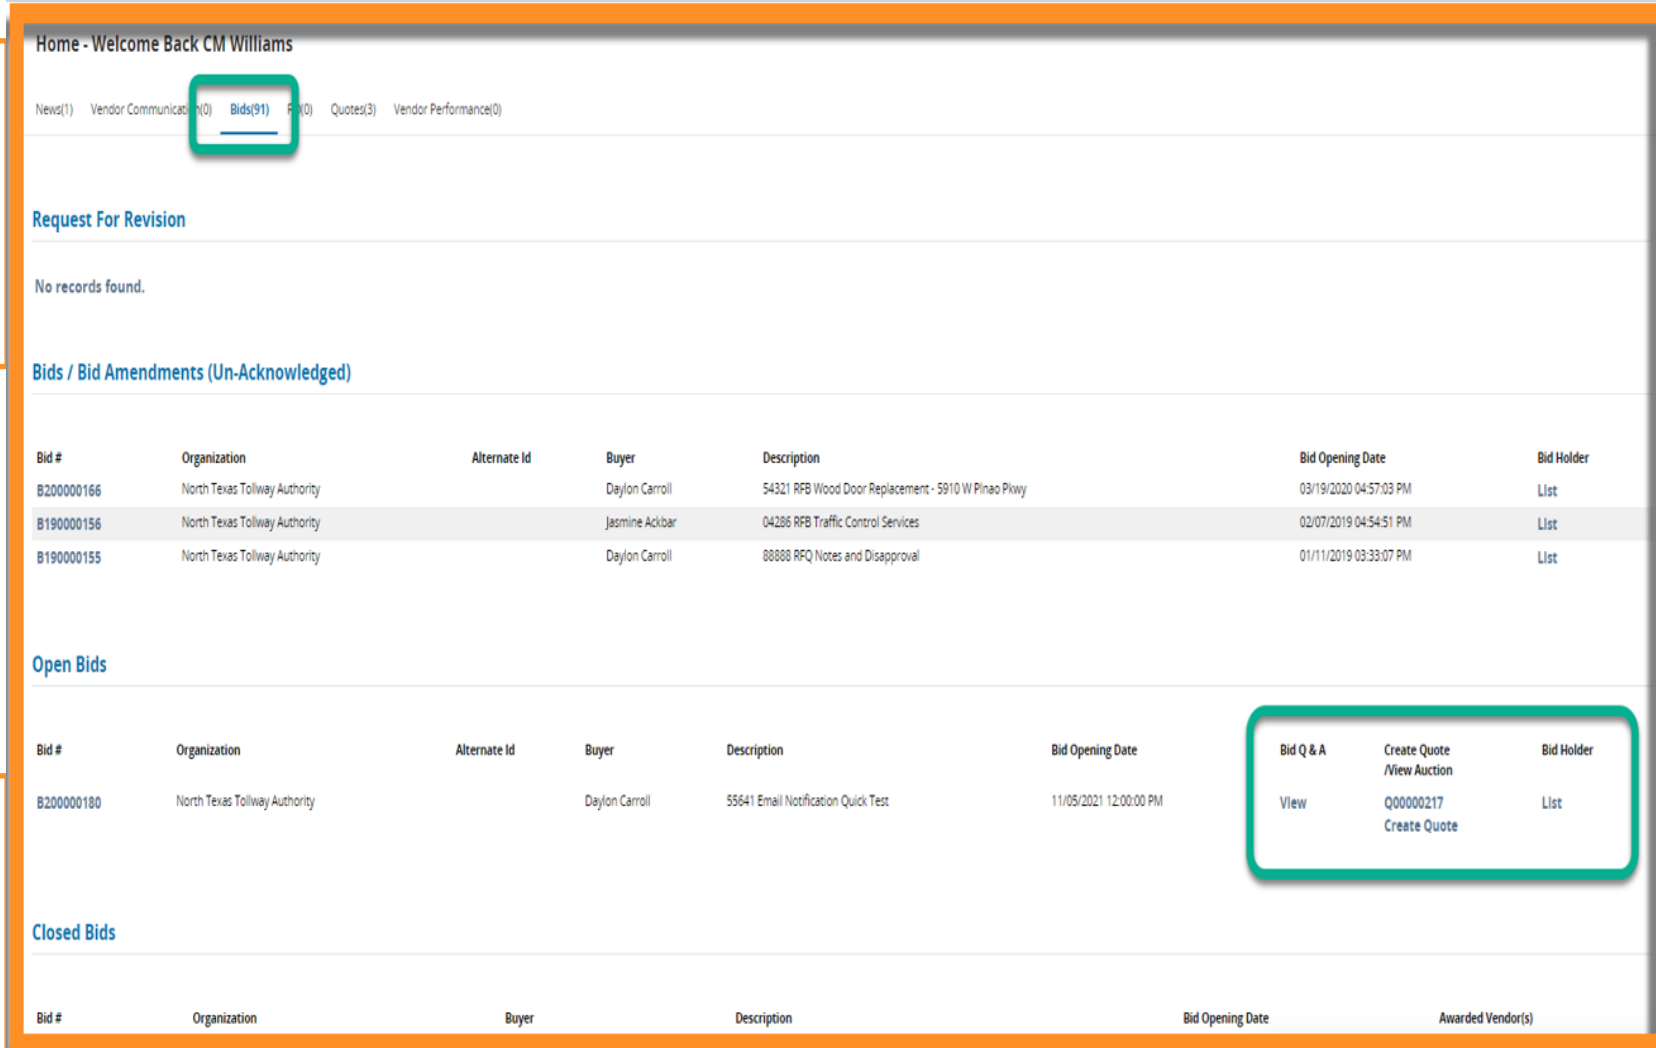 Home - Welcome Back CM Williams
News(1) Vendor Communication(0) Bids(91) PO(0) Quotes(3) Vendor Performance(0)
Request For Revision
No records found.
Bids / Bid Amendments (Un-Acknowledged)
Bid # Organization Alternate Id Buyer Description Bid Opening Date Bid Holder
B200000166 North Texas Tollway Authority Daylon Carroll 54321 RFB Wood Door Replacement - 5910 W Plnao Pkwy 03/19/2020 04:57:03 PM List
B190000156 North Texas Tollway Authority Jasmine Ackbar 04286 RFB Traffic Control Services 02/07/2019 04:54:51 PM List
B190000155 North Texas Tollway Authority Daylon Carroll 88888 RFQ Notes and Disapproval 01/11/2019 03:33:07 PM List
Open Bids
Bid # Organization Alternate Id Buyer Description Bid Opening Date Bid Q & A Create Quote Bid Holder
/View Auction
B200000180 North Texas Tollway Authority Daylon Carroll 55641 Email Notification Quick Test 11/05/2021 12:00:00 PM View Q00000217 List
Create Quote
Closed Bids
Bid # Organization Buyer Description Bid Opening Date Awarded Vendor(s)